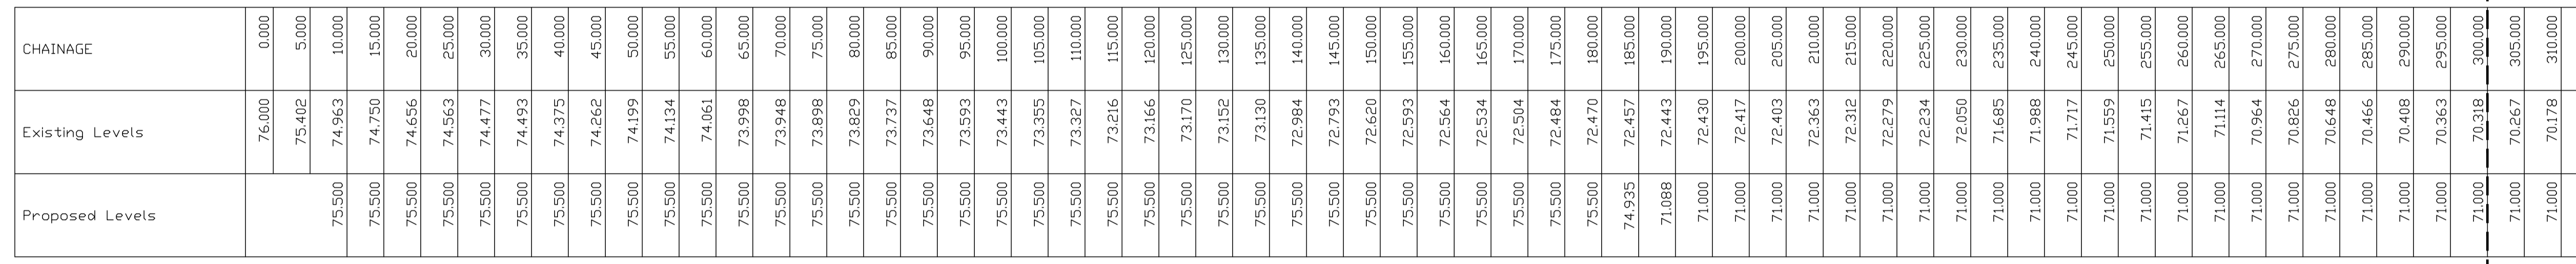 CHAINAGE 0.000 5.000 10.000 15.000 20.000 25.000 30.000 35.000 40.000 45.000 50.000 55.000 60.000 65.000 70.000 75.000 80.000 85.000 90.000 95.000 100.000 105.000 110.000 115.000 120.000 125.000 130.000 135.000 140.000 145.000 150.000 155.000 160.000 165.000 170.000 175.000 180.000 185.000 190.000 195.000 200.000 205.000 210.000 215.000 220.000 225.000 230.000 235.000 240.000 245.000 250.000 255.000 260.000 265.000 270.000 275.000 280.000 285.000 290.000 295.000 300.000 305.000 310.000
Existing Levels 76.000 75.402 74.963 74.750 74.656 74.563 74.477 74.493 74.375 74.262 74.199 74.134 74.061 73.998 73.948 73.898 73.829 73.737 73.648 73.593 73.443 73.355 73.327 73.216 73.166 73.170 73.152 73.130 72.984 72.793 72.620 72.593 72.564 72.534 72.504 72.484 72.470 72.457 72.443 72.430 72.417 72.403 72.363 72.312 72.279 72.234 72.050 71.685 71.988 71.717 71.559 71.415 71.267 71.114 70.964 70.826 70.648 70.466 70.408 70.363 70.318 70.267 70.178
Proposed Levels 75.500 75.500 75.500 75.500 75.500 75.500 75.500 75.500 75.500 75.500 75.500 75.500 75.500 75.500 75.500 75.500 75.500 75.500 75.500 75.500 75.500 75.500 75.500 75.500 75.500 75.500 75.500 75.500 75.500 75.500 75.500 75.500 75.500 75.500 75.500 74.935 71.088 71.000 71.000 71.000 71.000 71.000 71.000 71.000 71.000 71.000 71.000 71.000 71.000 71.000 71.000 71.000 71.000 71.000 71.000 71.000 71.000 71.000 71.000 71.000 71.000